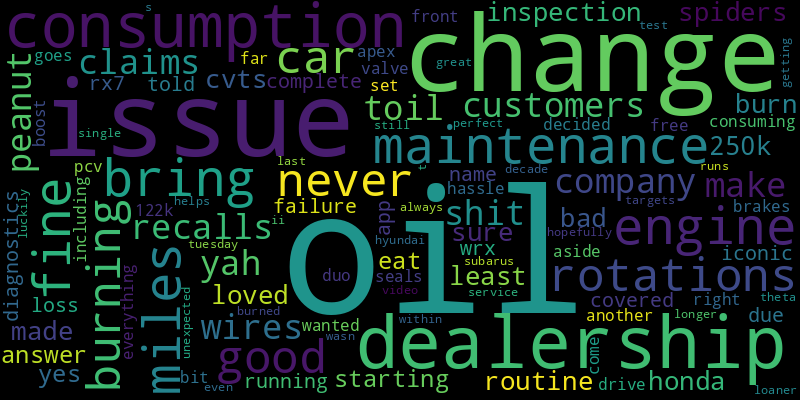 s
consumption
front
inspection
spiders
change
car
far
apex
valve
great
test
getting
peanut
goes
claims
rx7
told
cvts
complete
set
boost
issue
toil
customers
burn
single
still
perfect
decided
free
consuming
maintenance
250k
pcv
bring
last
never
name
decade
runs
company
make
targets
hassle
fine
including
122k
failure
app
always
shit
bad
hopefully
brakes
engine
diagnostics
luckily
recalls
tuesday
helps
ii
hyundai
sure
wrx
aside
iconic
burning
miles
yah
oil
duo
eat
subarus
seals
video
least
service
rotations
everything
unexpected
loss
loved
covered
right
theta
made
wires
burned
wanted
within
wasn
another
due
longer
answer
good
dealership
come
yes
bit
even
running
starting
routine
drive
honda
loaner